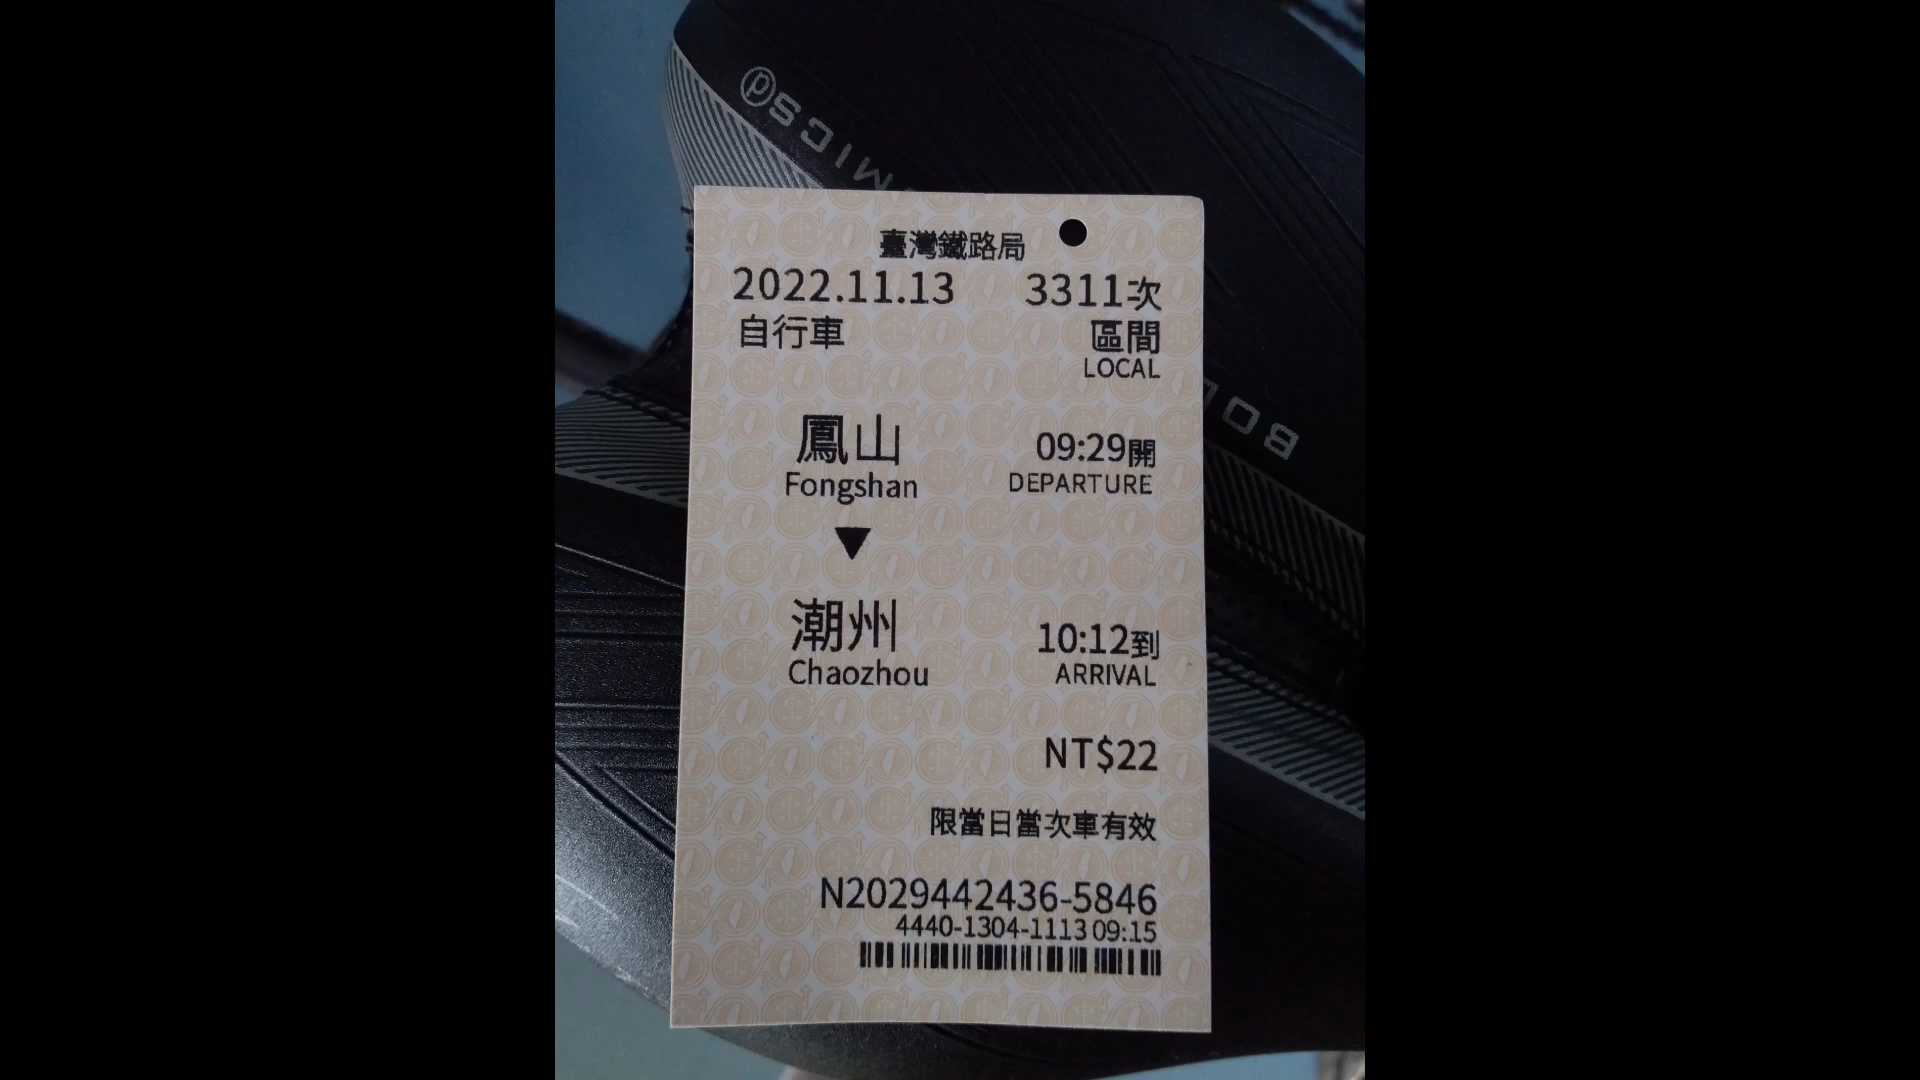 BODYMICS
臺灣鐵路局
2022.11.13 3311次
自行車 區間
LOCAL
鳳山 09:29開
Fongshan DEPARTURE
▼
潮州 10:12到
Chaozhou ARRIVAL
NT$22
限當日當次車有效
N2029442436-5846
4440-1304-1113 09:15